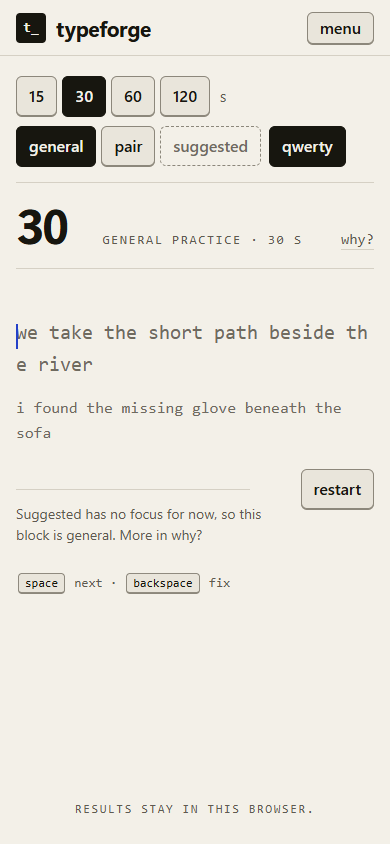 t_ typeforge menu
15 30 60 120 s
general pair suggested qwerty
30 GENERAL PRACTICE · 30 S why?
we take the short path beside th
e river
i found the missing glove beneath the
sofa
restart
Suggested has no focus for now, so this
block is general. More in why?
space next · backspace fix
RESULTS STAY IN THIS BROWSER.